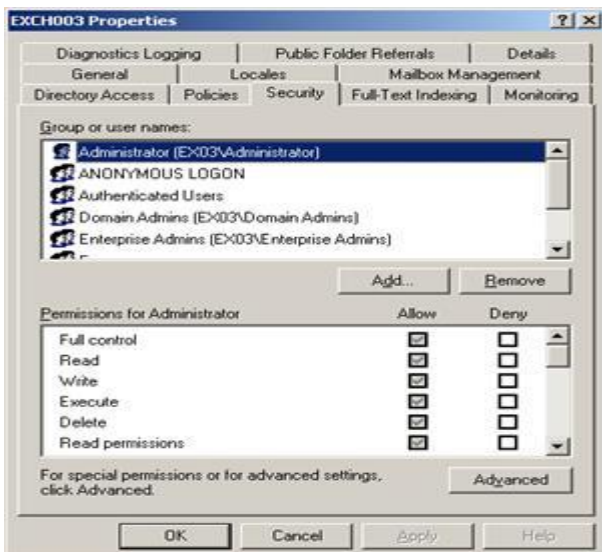 EXCH003 Properties
Diagnostics Logging Public Folder Referrals Details
General Locales Mailbox Management
Directory Access Policies Security Full-Text Indexing Monitoring
Group or user names:
Administrator (EX03\Administrator)
ANONYMOUS LOGON
Authenticated Users
Domain Admins (EX03\Domain Admins)
Enterprise Admins (EX03\Enterprise Admins)
Add... Remove
Permissions for Administrator Allow Deny
Full control
Read
Write
Execute
Delete
Read permissions
For special permissions or for advanced settings,
click Advanced.
Advanced
OK Cancel Apply Help